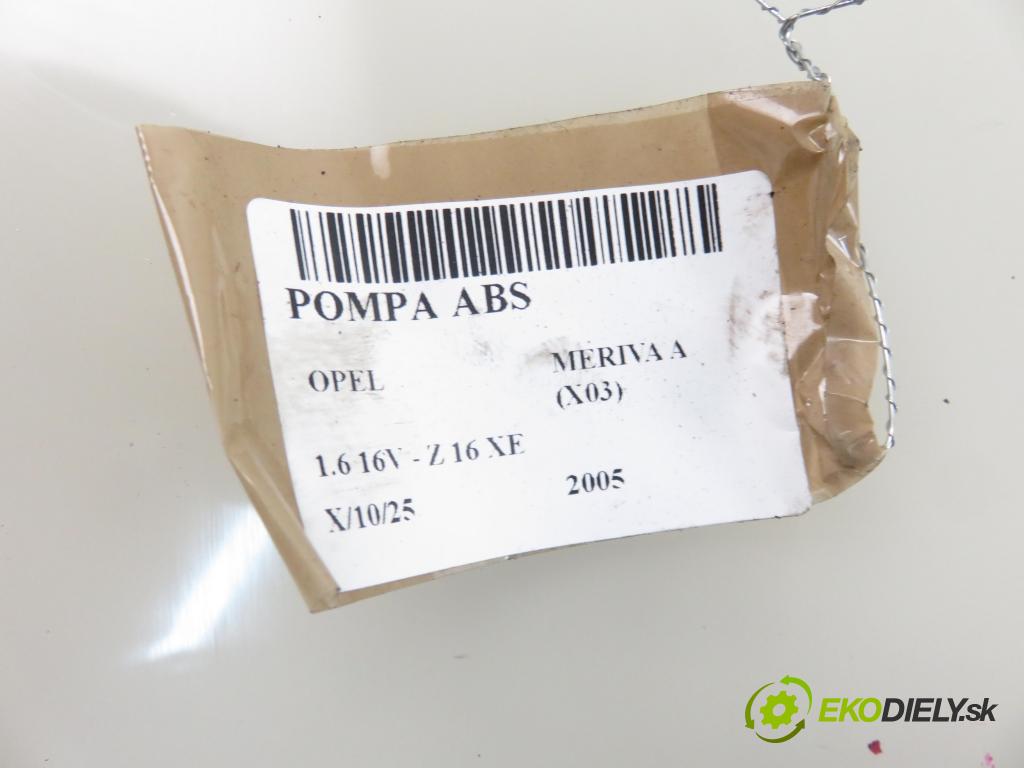 POMPA ABS
OPEL
MERIVA A
(X03)
1.6 16V - Z 16 XE
X/10/25
2005
EKODIELY.sk